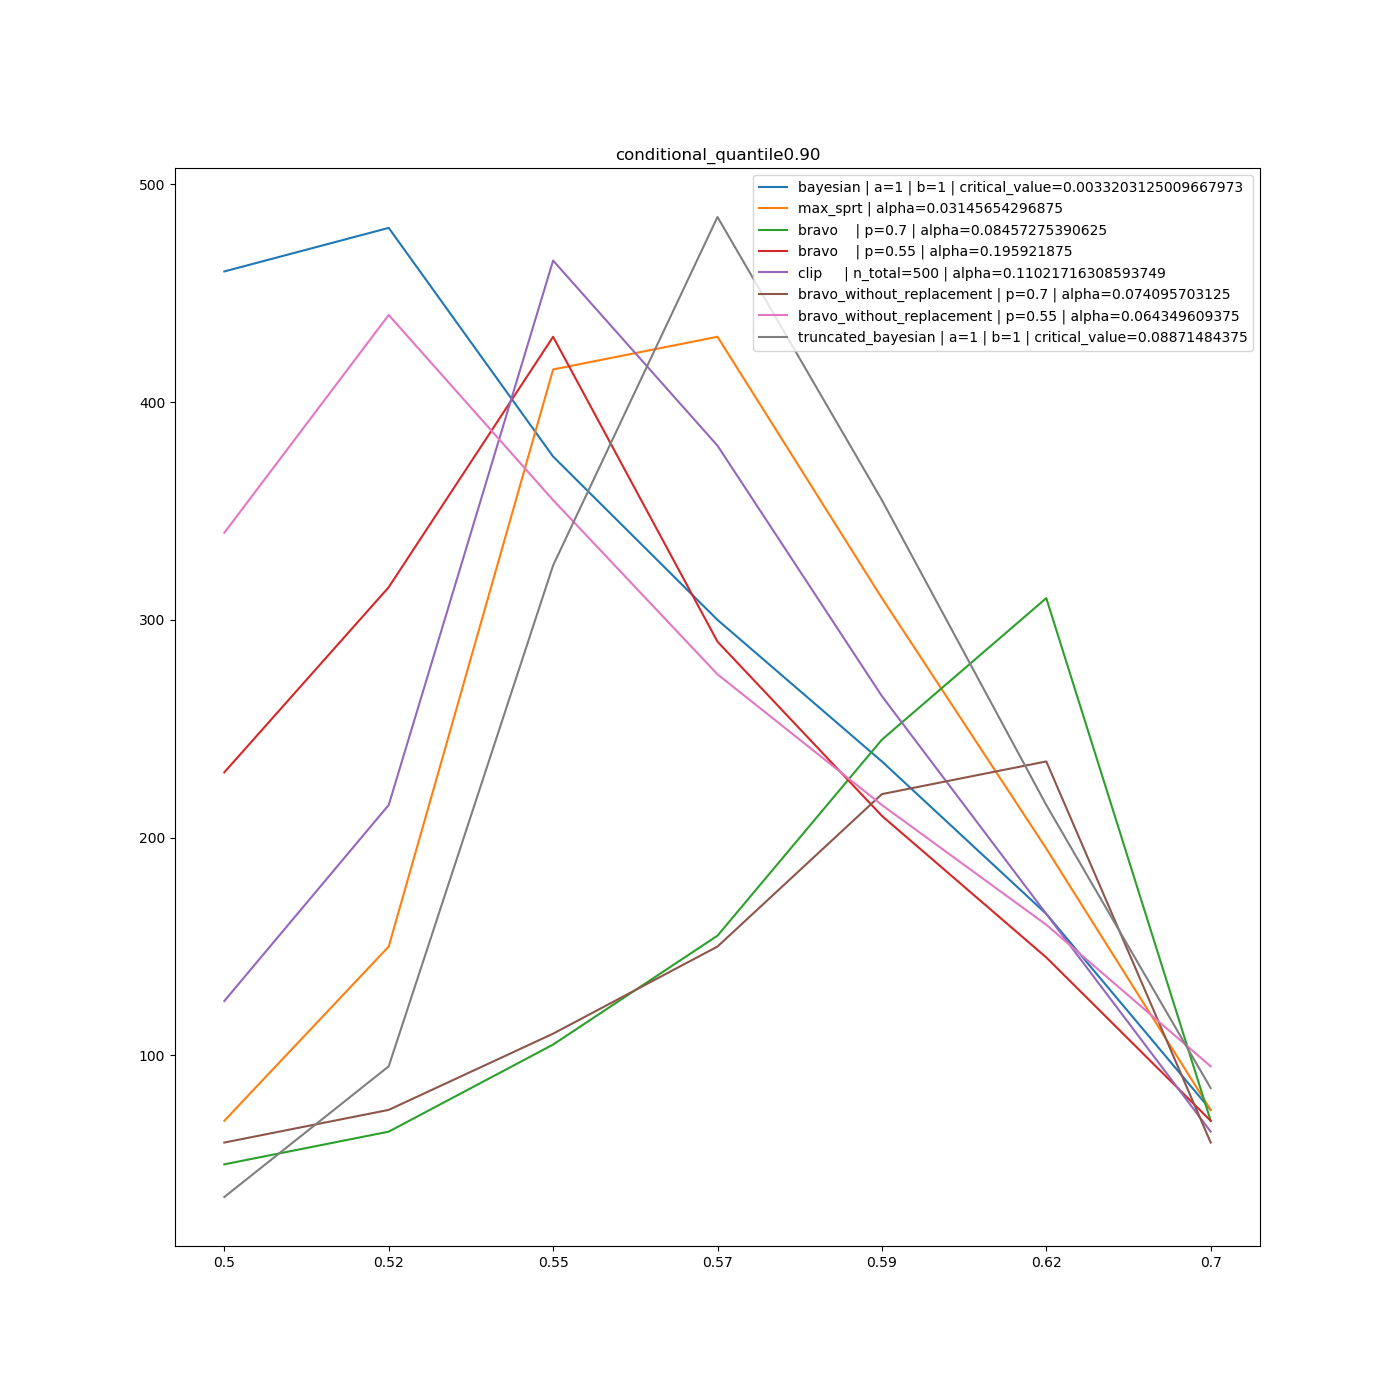 conditional_quantile0.90
500
400
300
200
100
bayesian | a=1 | b=1 | critical_value=0.0033203125009667973
max_sprt | alpha=0.03145654296875
bravo    | p=0.7 | alpha=0.08457275390625
bravo    | p=0.55 | alpha=0.195921875
clip     | n_total=500 | alpha=0.11021716308593749
bravo_without_replacement | p=0.7 | alpha=0.074095703125
bravo_without_replacement | p=0.55 | alpha=0.064349609375
truncated_bayesian | a=1 | b=1 | critical_value=0.08871484375
0.5 0.52 0.55 0.57 0.59 0.62 0.7